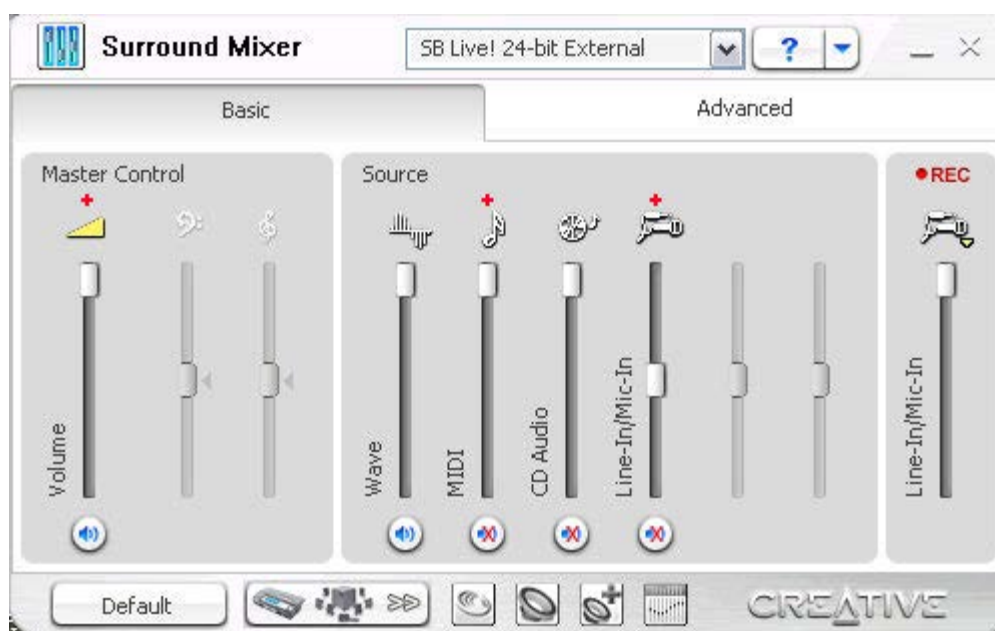 Surround Mixer
SB Live! 24-bit External
?
Basic
Advanced
Master Control
Source
REC
Volume
Wave
MIDI
CD Audio
Line-In/Mic-In
Line-In/Mic-In
Default
CREATIVE